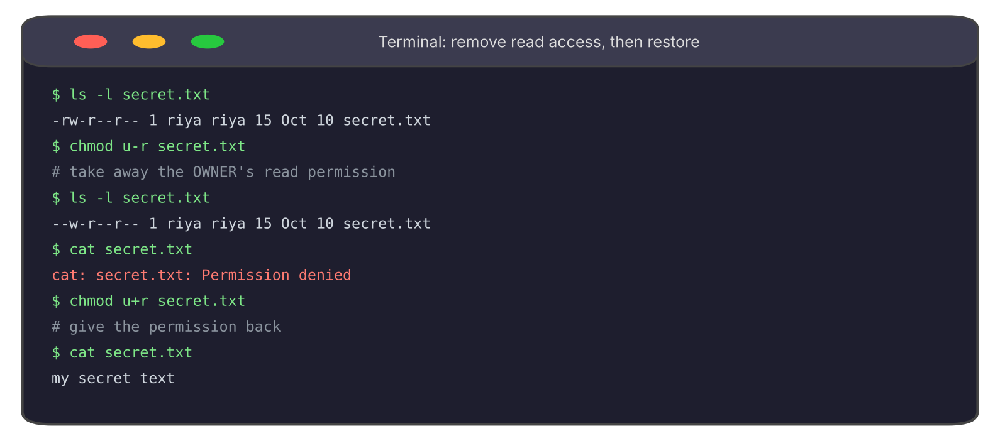 Terminal: remove read access, then restore
$ ls -l secret.txt
-rw-r--r-- 1 riya riya 15 Oct 10 secret.txt
$ chmod u-r secret.txt
# take away the OWNER's read permission
$ ls -l secret.txt
--w-r--r-- 1 riya riya 15 Oct 10 secret.txt
$ cat secret.txt
cat: secret.txt: Permission denied
$ chmod u+r secret.txt
# give the permission back
$ cat secret.txt
my secret text